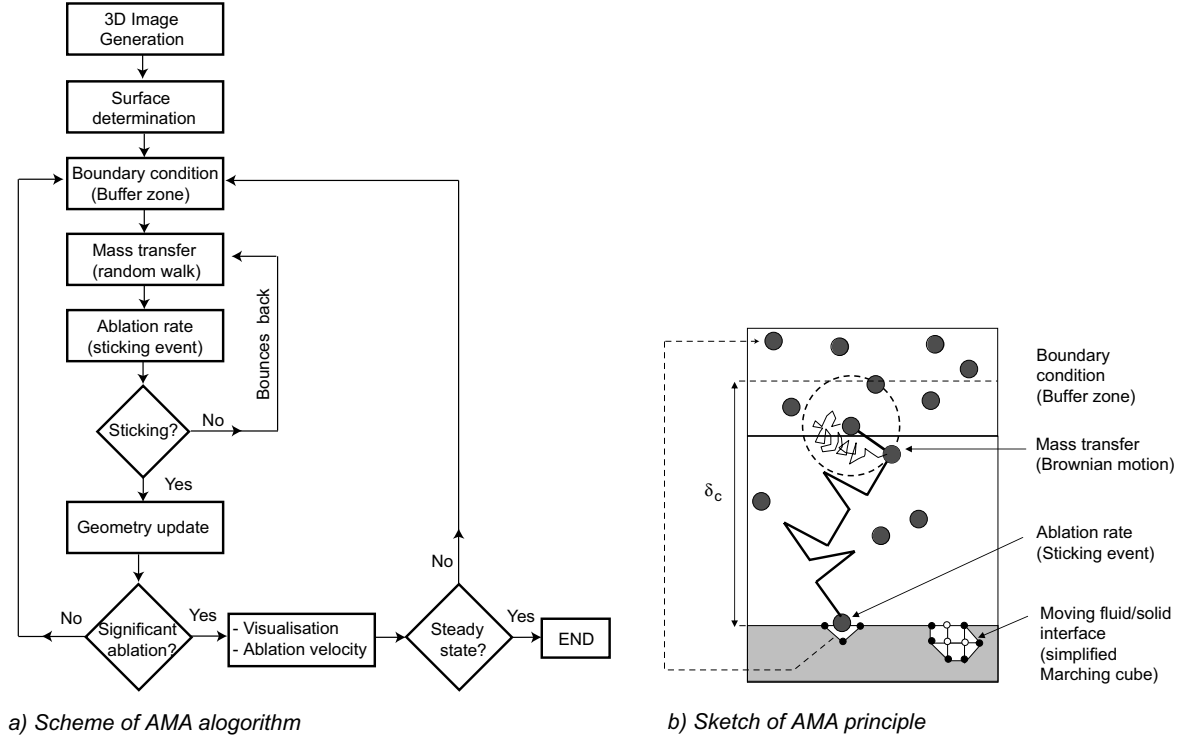 3D Image
Generation
Surface
determination
Boundary condition
(Buffer zone)
Mass transfer
(random walk)
Ablation rate
(sticking event)
Bounces back
Sticking?
No
Yes
Geometry update
No
Significant
ablation?
Yes
- Visualisation
- Ablation velocity
No
Steady
state?
Yes
END
a) Scheme of AMA alogorithm
Boundary
condition
(Buffer zone)
Mass transfer
(Brownian motion)
δc
Ablation rate
(Sticking event)
Moving fluid/solid
interface
(simplified
Marching cube)
b) Sketch of AMA principle